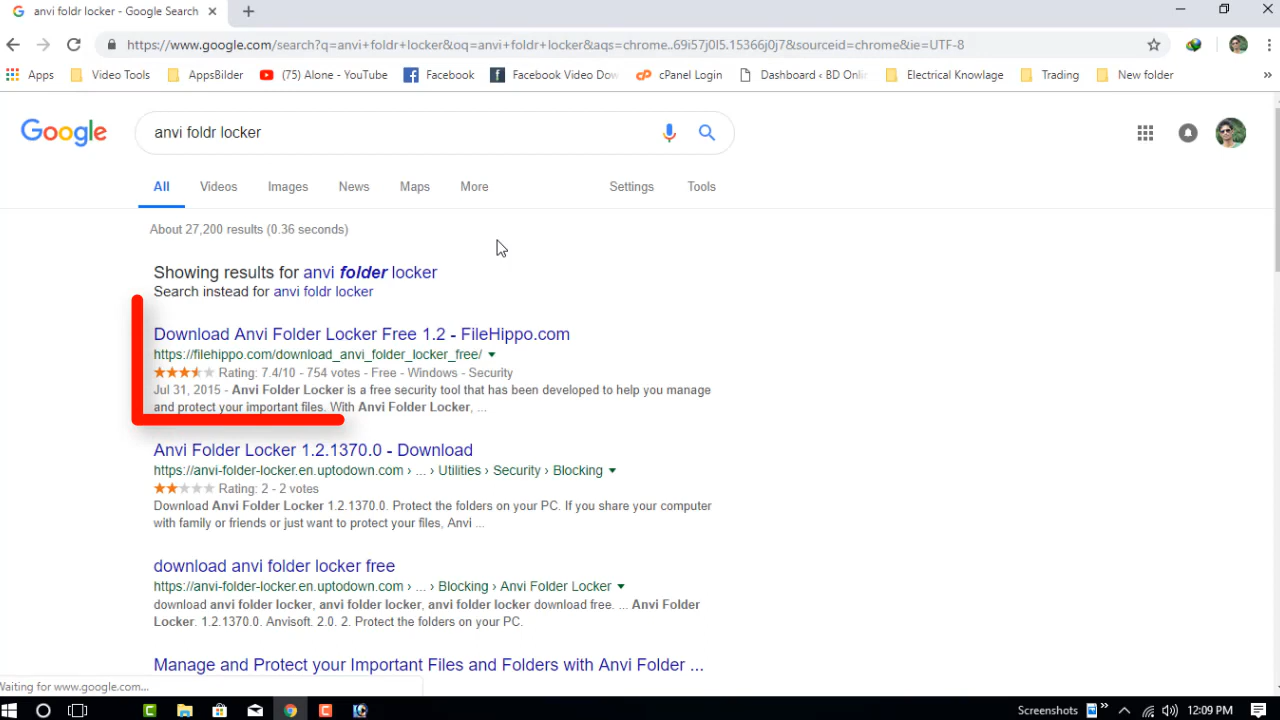 anvi foldr locker - Google Search
https://www.google.com/search?q=anvi+foldr+locker&oq=anvi+foldr+locker&aqs=chrome..69i57j0l5.15366j0j7&sourceid=chrome&ie=UTF-8
Apps Video Tools AppsBilder (75) Alone - YouTube Facebook Facebook Video Dow cPanel Login Dashboard ‹ BD Onlin Electrical Knowlage Trading New folder »
Google anvi foldr locker
All Videos Images News Maps More Settings Tools
About 27,200 results (0.36 seconds)
Showing results for anvi folder locker
Search instead for anvi foldr locker
Download Anvi Folder Locker Free 1.2 - FileHippo.com
https://filehippo.com/download_anvi_folder_locker_free/
Rating: 7.4/10 - 754 votes - Free - Windows - Security
Jul 31, 2015 - Anvi Folder Locker is a free security tool that has been developed to help you manage
and protect your important files. With Anvi Folder Locker, ...
Anvi Folder Locker 1.2.1370.0 - Download
https://anvi-folder-locker.en.uptodown.com › ... › Utilities › Security › Blocking
Rating: 2 - 2 votes
Download Anvi Folder Locker 1.2.1370.0. Protect the folders on your PC. If you share your computer
with family or friends or just want to protect your files, Anvi ...
download anvi folder locker free
https://anvi-folder-locker.en.uptodown.com › ... › Blocking › Anvi Folder Locker
download anvi folder locker, anvi folder locker, anvi folder locker download free. ... Anvi Folder
Locker. 1.2.1370.0. Anvisoft. 2.0. 2. Protect the folders on your PC.
Manage and Protect your Important Files and Folders with Anvi Folder ...
Waiting for www.google.com...
Screenshots » 12:09 PM